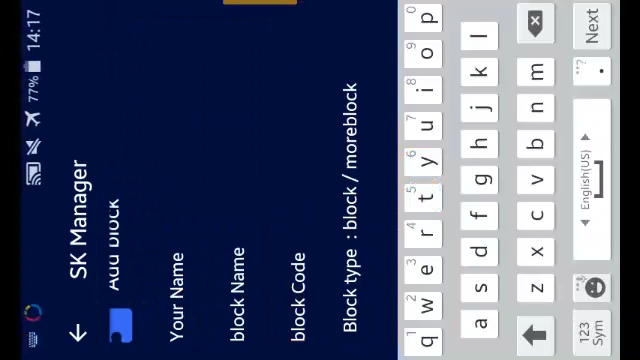 77% 14:17
SK Manager
Add block
Your Name
block Name
block Code
Block type : block / moreblock
1 2 3 4 5 6 7 8 9 0
q w e r t y u i o p
a s d f g h j k l
z x c v b n m
123
Sym
English(US)
.
Next